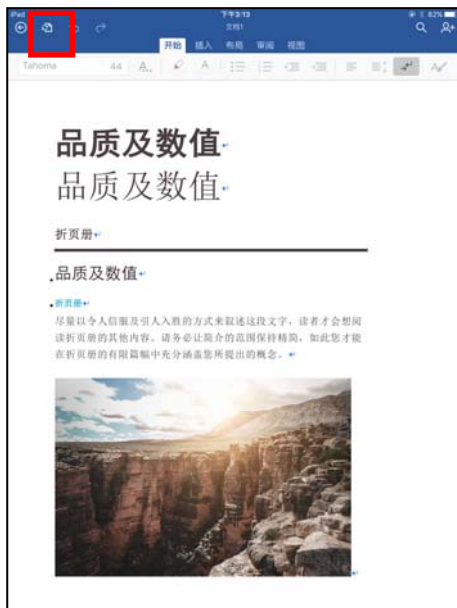 iPad 下午3:13 82%
文档1
开始 插入 布局 审阅 视图
Tahoma 44 A.. A
品质及数值
品质及数值
折页册
品质及数值
折页册
尽量以令人信服及引人入胜的方式来叙述这段文字，读者才会想阅
读折页册的其他内容。请务必让简介的范围保持精简，如此您才能
在折页册的有限篇幅中充分涵盖您所提出的概念。